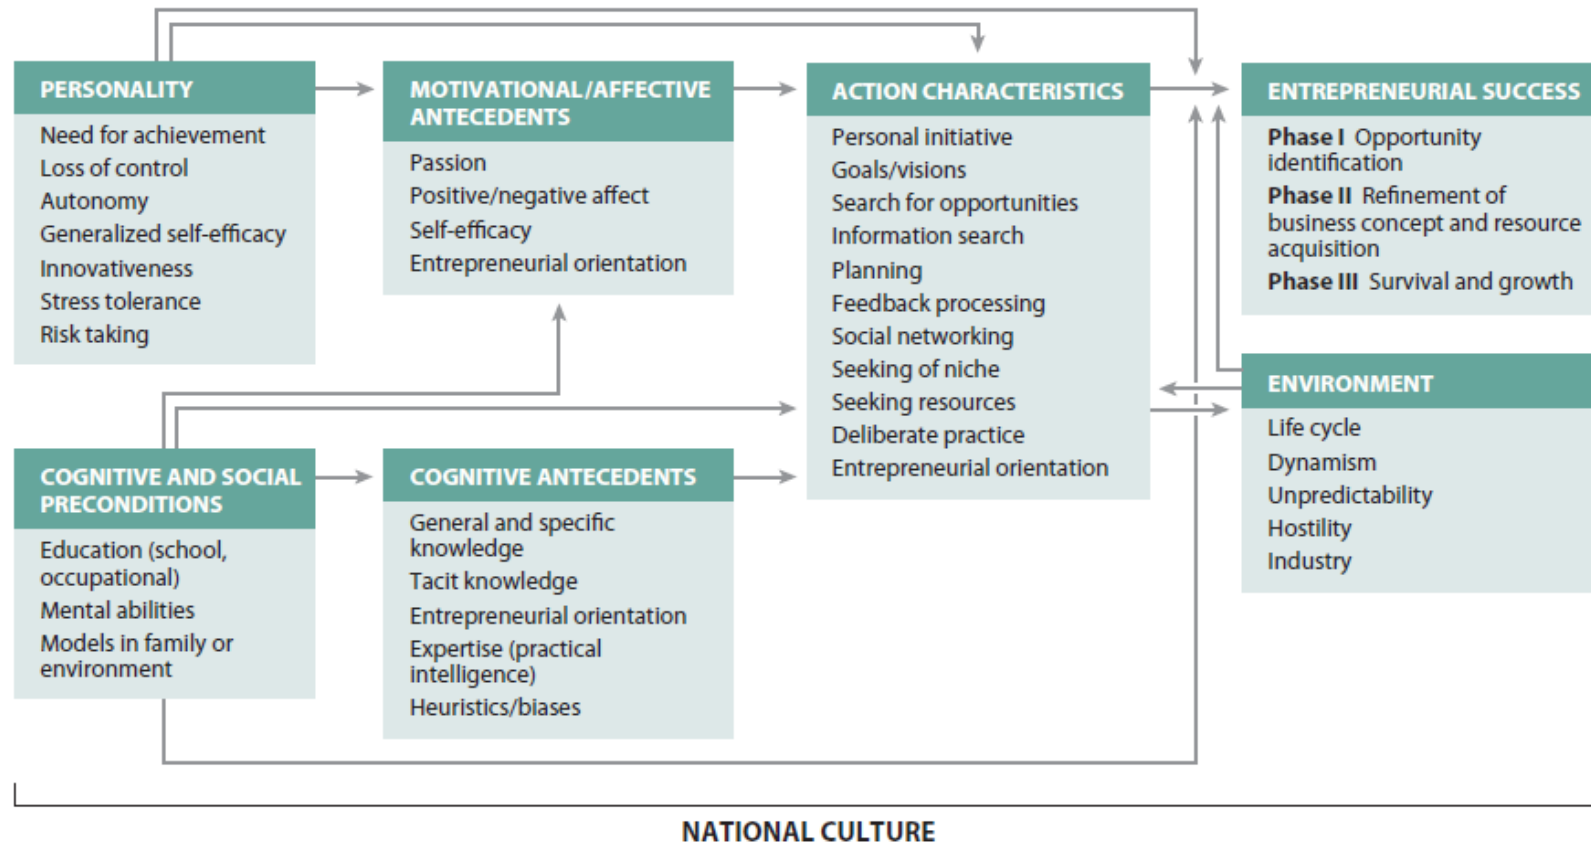 PERSONALITY
Need for achievement
Loss of control
Autonomy
Generalized self-efficacy
Innovativeness
Stress tolerance
Risk taking
MOTIVATIONAL/AFFECTIVE
ANTECEDENTS
Passion
Positive/negative affect
Self-efficacy
Entrepreneurial orientation
COGNITIVE AND SOCIAL
PRECONDITIONS
Education (school,
occupational)
Mental abilities
Models in family or
environment
COGNITIVE ANTECEDENTS
General and specific
knowledge
Tacit knowledge
Entrepreneurial orientation
Expertise (practical
intelligence)
Heuristics/biases
ACTION CHARACTERISTICS
Personal initiative
Goals/visions
Search for opportunities
Information search
Planning
Feedback processing
Social networking
Seeking of niche
Seeking resources
Deliberate practice
Entrepreneurial orientation
ENTREPRENEURIAL SUCCESS
Phase I Opportunity
identification
Phase II Refinement of
business concept and resource
acquisition
Phase III Survival and growth
ENVIRONMENT
Life cycle
Dynamism
Unpredictability
Hostility
Industry
NATIONAL CULTURE